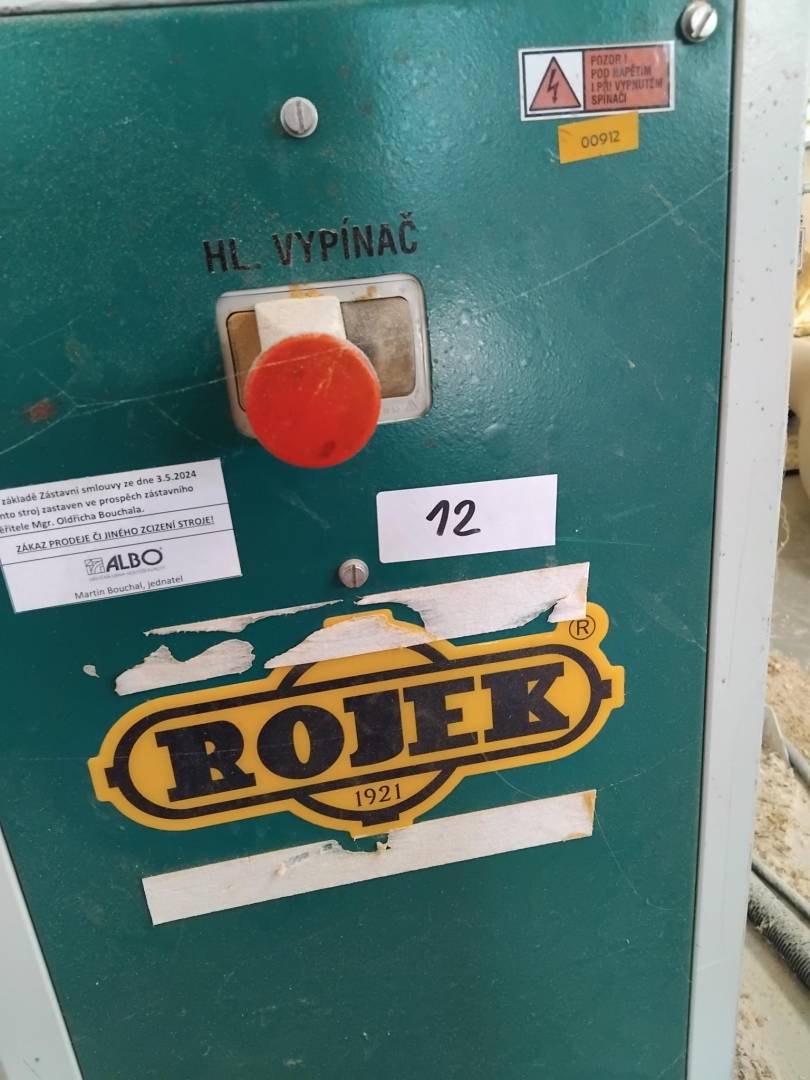 POZOR !
POD NAPĚTÍM
I PŘI VYPNUTÉM
SPÍNAČI
00912
HL. VYPÍNAČ
základě Zástavní smlouvy ze dne 3.5.2024
nto stroj zastaven ve prospěch zástavního
ěřitele Mgr. Oldřicha Bouchala.
ZÁKAZ PRODEJE ČI JINÉHO ZCIZENÍ STROJE!
ALBO
Martin Bouchal, jednatel
12
ROJEK
®
1921